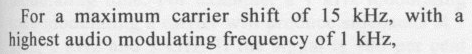 For a maximum carrier shift of 15 kHz, with a
highest audio modulating frequency of 1 kHz,